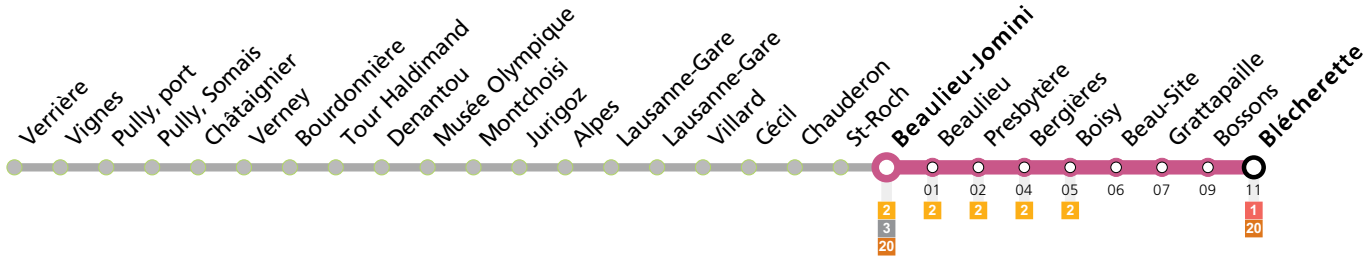 Verrière
Vignes
Pully, port
Pully, Somais
Châtaignier
Verney
Bourdonnière
Tour Haldimand
Denantou
Musée Olympique
Montchoisi
Jurigoz
Alpes
Lausanne-Gare
Lausanne-Gare
Villard
Cécil
Chauderon
St-Roch
Beaulieu-Jomini
Beaulieu
Presbytère
Bergières
Boisy
Beau-Site
Grattapaille
Bossons
Blécherette
01 02 04 05 06 07 09 11
2 2 2 2 2 1
3 20
20